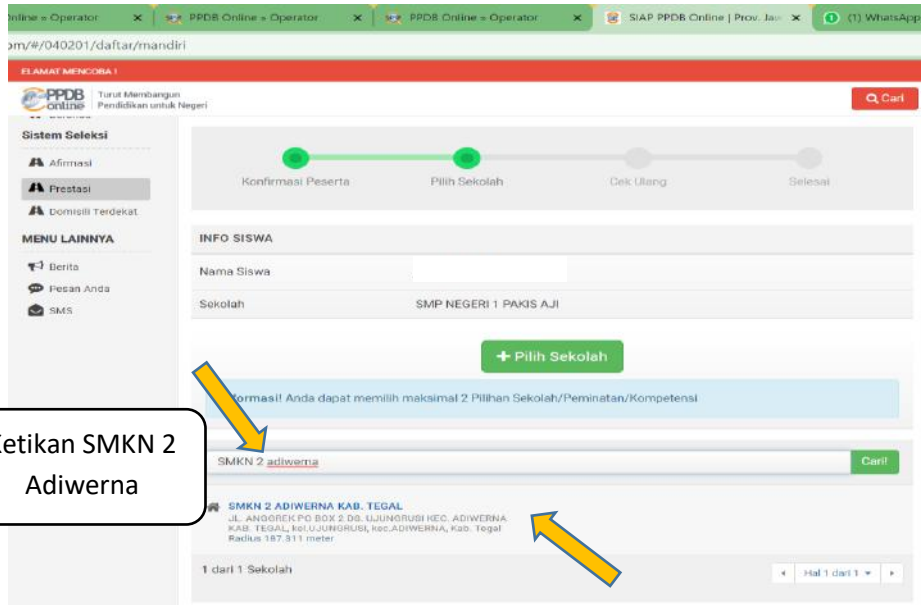 Online » Operator
PPDB Online » Operator
PPDB Online » Operator
SIAP PPDB Online | Prov. Jaw
(1) WhatsApp
om/#/040201/daftar/mandiri
ELAMAT MENCOBA !
PPDB online
Turut Membangun
Pendidikan untuk Negeri
Cari
Sistem Seleksi
Afirmasi
Prestasi
Domisili Terdekat
MENU LAINNYA
Berita
Pesan Anda
SMS
Konfirmasi Peserta
Pilih Sekolah
Cek Ulang
Selesai
INFO SISWA
Nama Siswa
Sekolah
SMP NEGERI 1 PAKIS AJI
+ Pilih Sekolah
ormasi! Anda dapat memilih maksimal 2 Pilihan Sekolah/Peminatan/Kompetensi
Ketikan SMKN 2
Adiwerna
SMKN 2 adiwerna
Cari!
SMKN 2 ADIWERNA KAB. TEGAL
JL. ANGGREK PO BOX 2 DS. UJUNGRUSI KEC. ADIWERNA
KAB. TEGAL, kel.UJUNGRUSI, kec.ADIWERNA, Kab. Tegal
Radius 187.311 meter
1 dari 1 Sekolah
Hal 1 dari 1